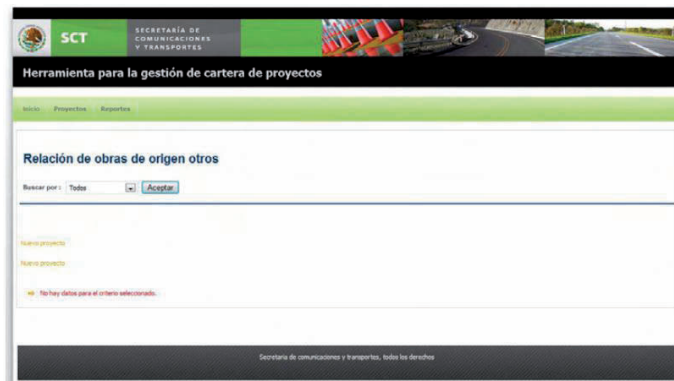 SCT
SECRETARÍA DE
COMUNICACIONES
Y TRANSPORTES
Herramienta para la gestión de cartera de proyectos
Inicio Proyectos Reportes
Relación de obras de origen otros
Buscar por : Todos Aceptar
Nuevo proyecto
Nuevo proyecto
No hay datos para el criterio seleccionado.
Secretaria de comunicaciones y transportes, todos los derechos